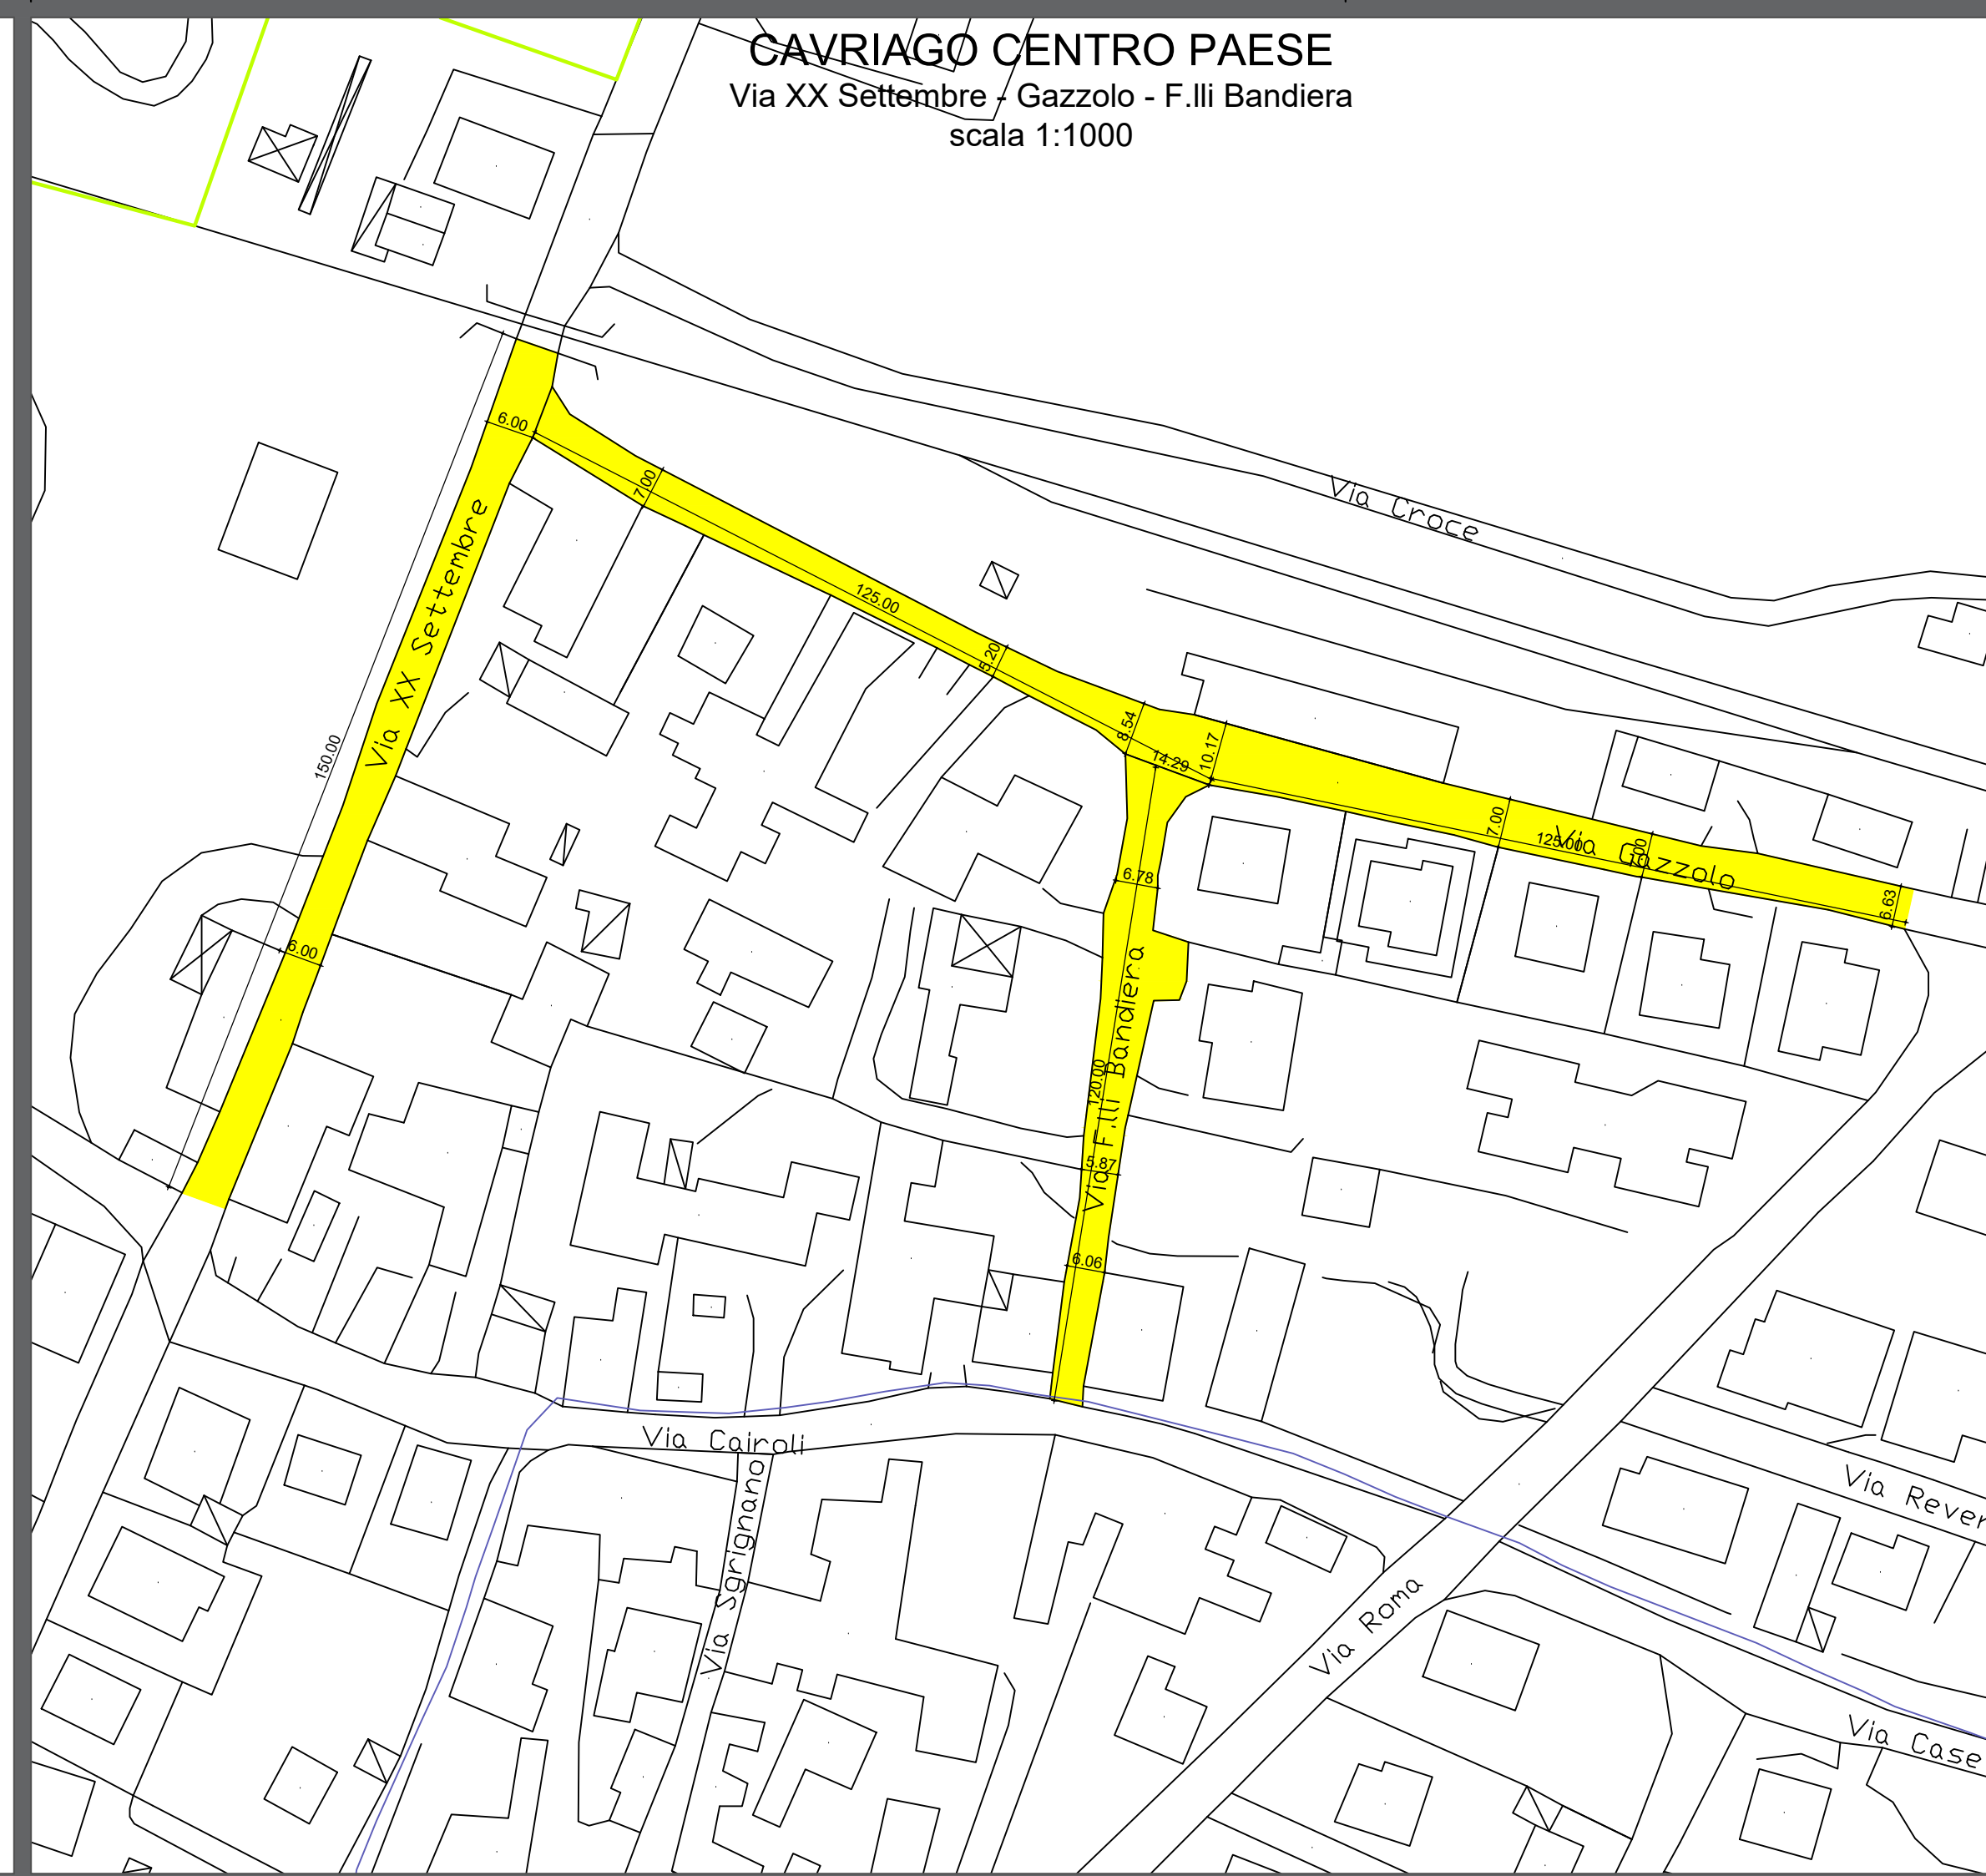 CAVRIAGO CENTRO PAESE
Via XX Settembre - Gazzolo - F.lli Bandiera
scala 1:1000
6.00
7.00
Via Croce
Via XX Settembre
125.00
5.20
8.54
14.29
10.17
150.00
7.00
125.00
Via Gazzolo
6.78
6.63
6.00
Via F.lli Bandiera
120.00
5.87
6.06
Via Cairoli
Via Sgrignano
Via Rever
Via Roma
Via Case